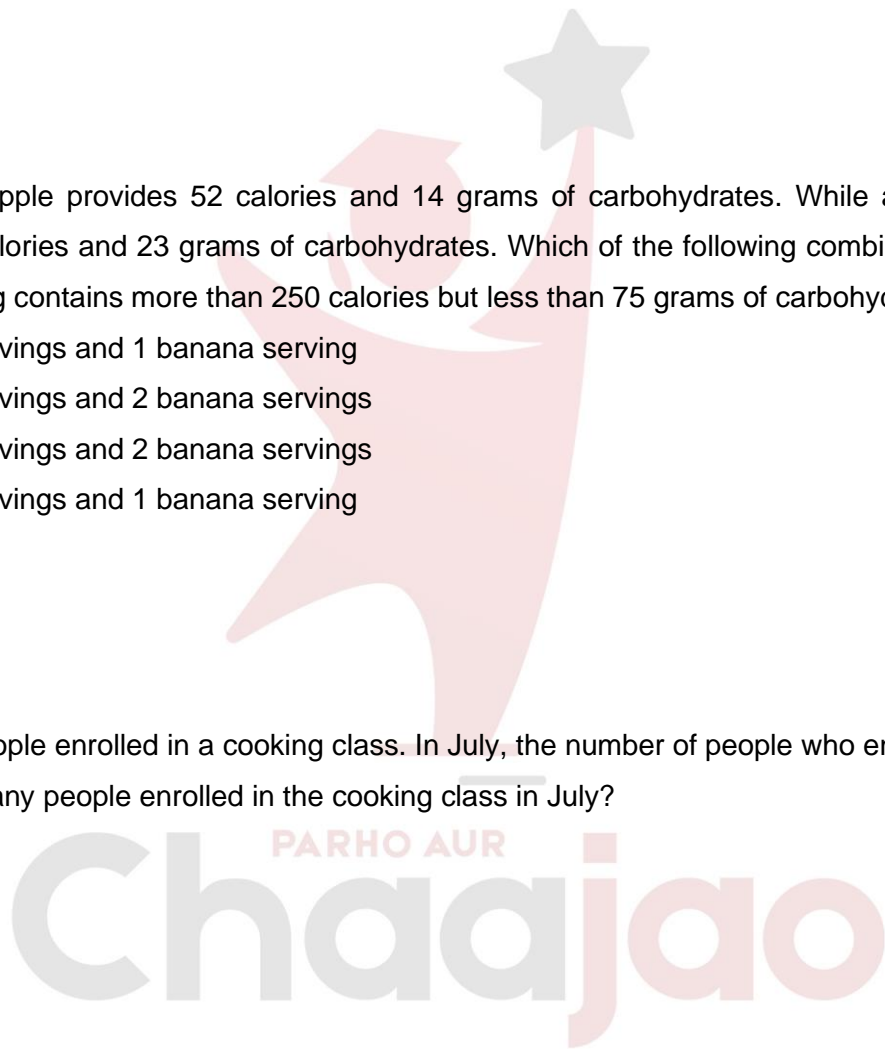 pple provides 52 calories and 14 grams of carbohydrates. While a
lories and 23 grams of carbohydrates. Which of the following combi
g contains more than 250 calories but less than 75 grams of carbohyd
vings and 1 banana serving
vings and 2 banana servings
vings and 2 banana servings
vings and 1 banana serving
ople enrolled in a cooking class. In July, the number of people who en
any people enrolled in the cooking class in July?
PARHO AUR
Chaajao